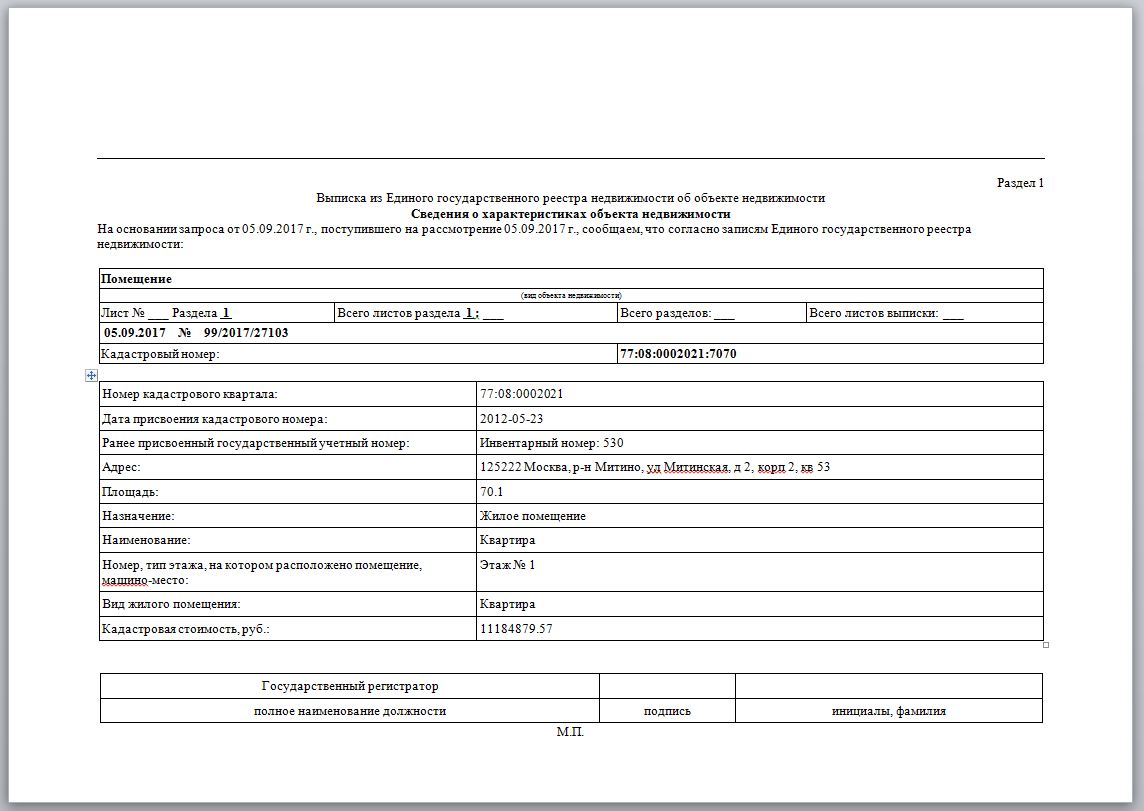 Раздел 1
Выписка из Единого государственного реестра недвижимости об объекте недвижимости
Сведения о характеристиках объекта недвижимости
На основании запроса от 05.09.2017 г., поступившего на рассмотрение 05.09.2017 г., сообщаем, что согласно записям Единого государственного реестра
недвижимости:
Помещение
(вид объекта недвижимости)
Лист № ___ Раздела 1 Всего листов раздела 1 : ___ Всего разделов: ___ Всего листов выписки: ___
05.09.2017 № 99/2017/27103
Кадастровый номер: 77:08:0002021:7070
Номер кадастрового квартала: 77:08:0002021
Дата присвоения кадастрового номера: 2012-05-23
Ранее присвоенный государственный учетный номер: Инвентарный номер: 530
Адрес: 125222 Москва, р-н Митино, ул Митинская, д 2, корп 2, кв 53
Площадь: 70.1
Назначение: Жилое помещение
Наименование: Квартира
Номер, тип этажа, на котором расположено помещение, Этаж № 1
машино-место:
Вид жилого помещения: Квартира
Кадастровая стоимость, руб.: 11184879.57
Государственный регистратор
полное наименование должности подпись инициалы, фамилия
М.П.